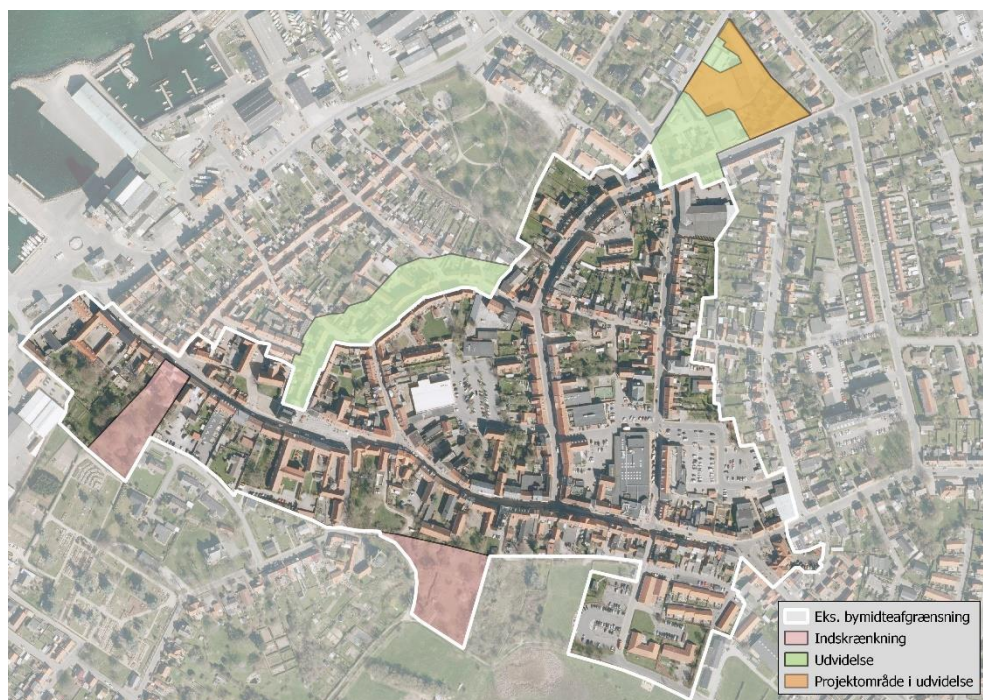 Eks. bymidteafgrænsning
Indskrænkning
Udvidelse
Projektområde i udvidelse